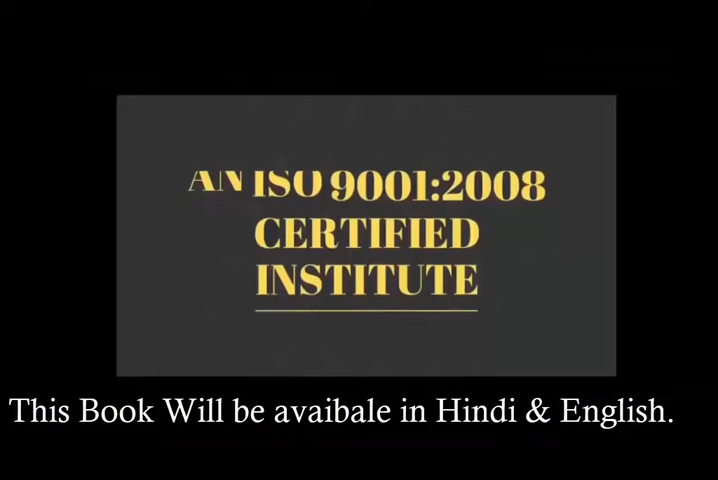 AN ISO 9001:2008
CERTIFIED
INSTITUTE
This Book Will be avaibale in Hindi & English.